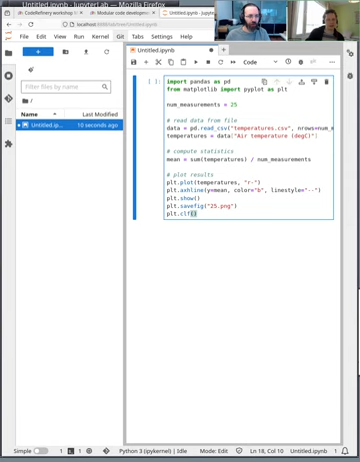 Untitled.ipynb - JupyterLab — Mozilla Firefox
CodeRefinery workshop
Modular code develop
Untitled.ipynb
localhost:8888/lab/tree/Untitled.ipynb
File Edit View Run Kernel Git Tabs Settings Help
Filter files by name
/
Name Last Modified
Untitled.ip... 10 seconds ago
Untitled.ipynb
Code
[ ]:
import pandas as pd
from matplotlib import pyplot as plt
num_measurements = 25
# read data from file
data = pd.read_csv("temperatures.csv", nrows=num_m
temperatures = data["Air temperature (degC)"]
# compute statistics
mean = sum(temperatures) / num_measurements
# plot results
plt.plot(temperatures, "r-")
plt.axhline(y=mean, color="b", linestyle="--")
plt.show()
plt.savefig("25.png")
plt.clf()
Simple 1 1 Python 3 (ipykernel) | Idle Mode: Edit Ln 18, Col 10 Untitled.ipynb 1